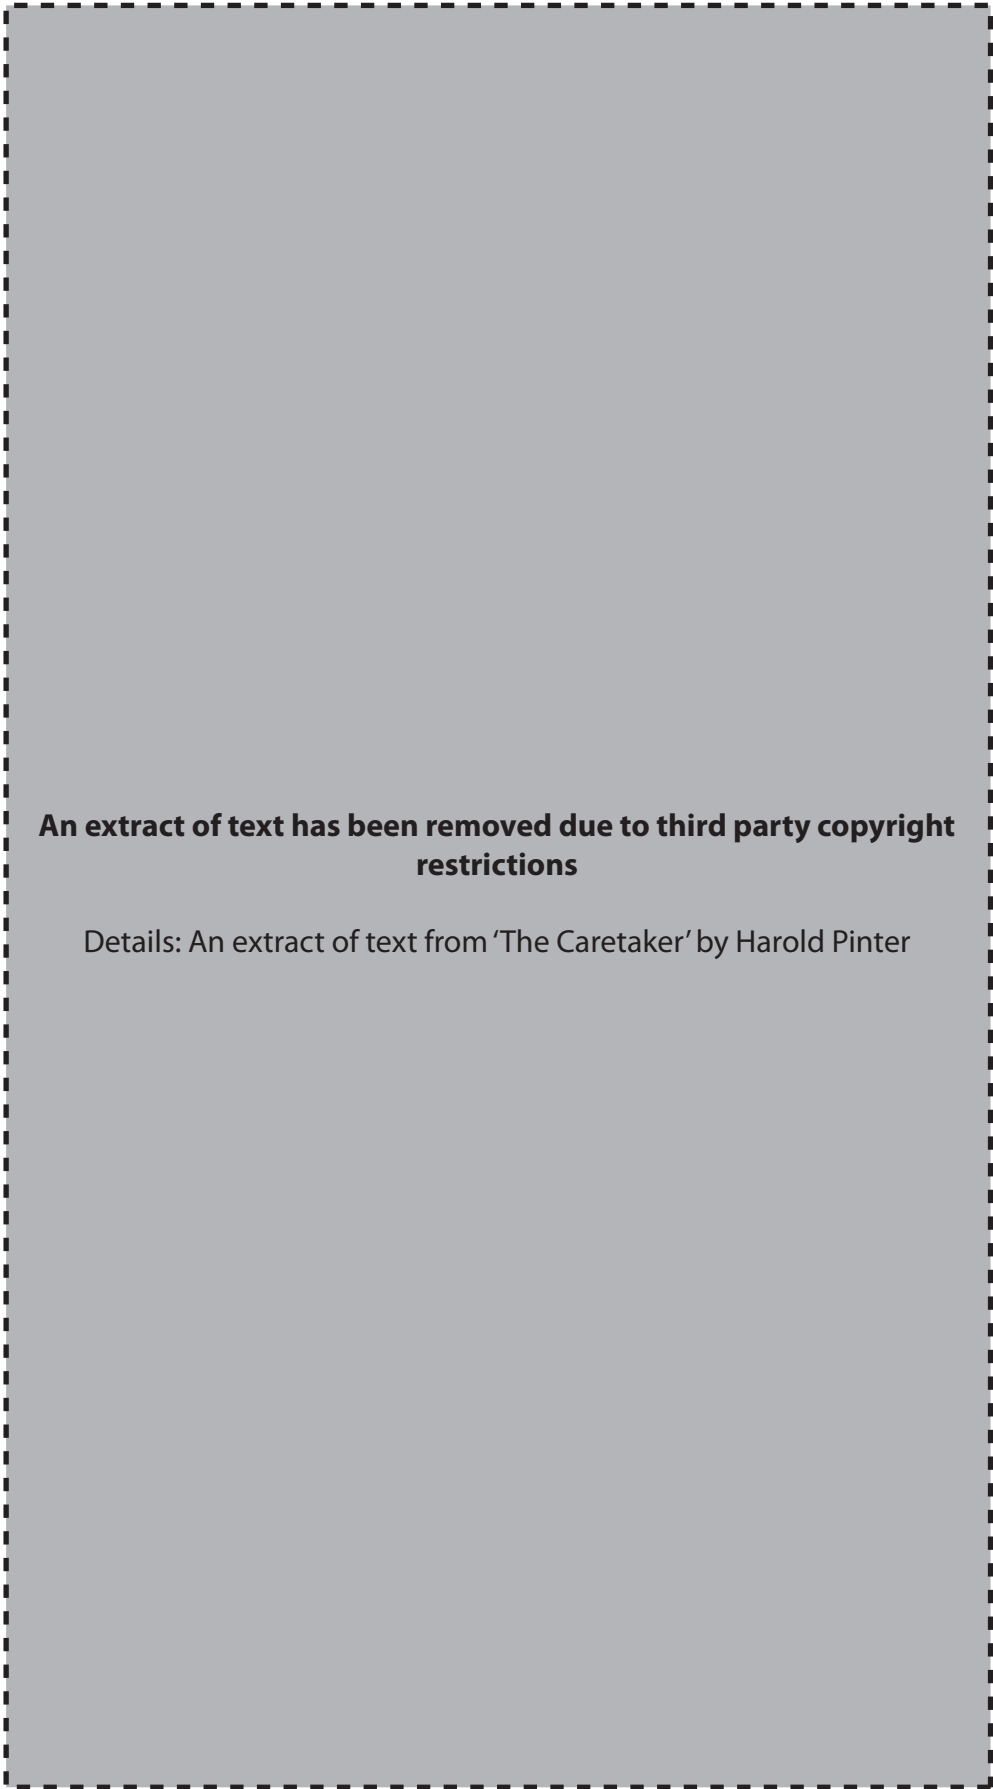 An extract of text has been removed due to third party copyright
restrictions
Details: An extract of text from ‘The Caretaker’ by Harold Pinter